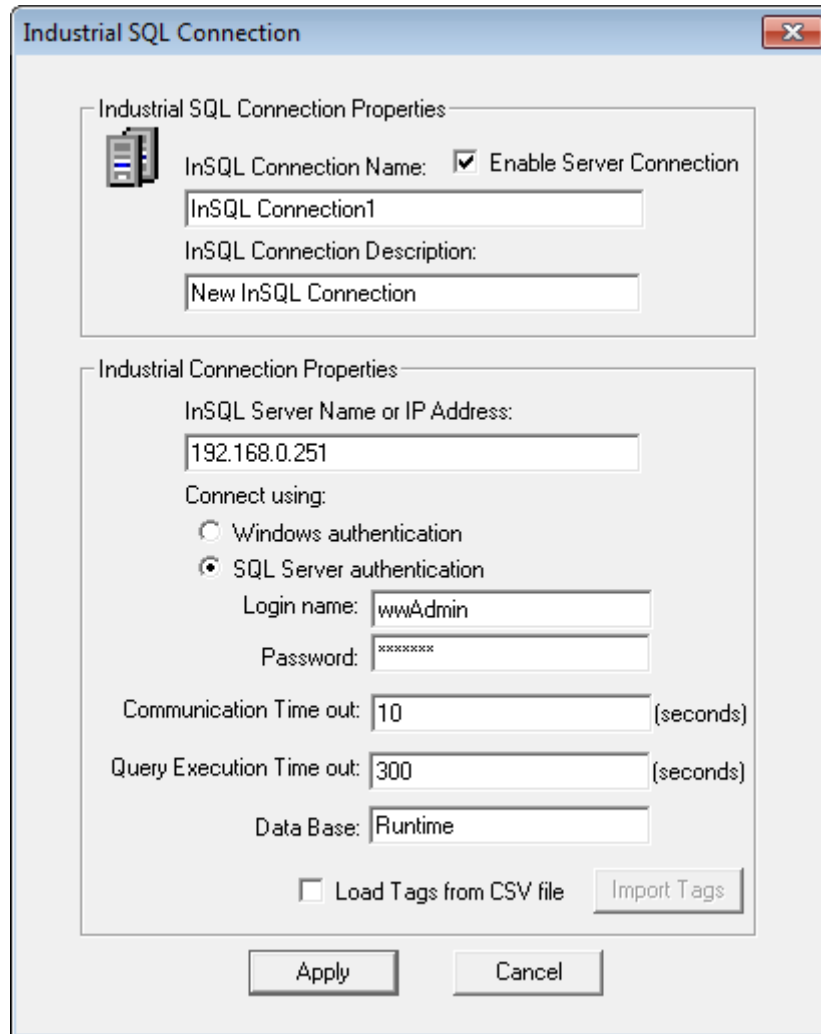 Industrial SQL Connection
Industrial SQL Connection Properties
InSQL Connection Name: Enable Server Connection
InSQL Connection1
InSQL Connection Description:
New InSQL Connection
Industrial Connection Properties
InSQL Server Name or IP Address:
192.168.0.251
Connect using:
Windows authentication
SQL Server authentication
Login name: wwAdmin
Password: *******
Communication Time out: 10 (seconds)
Query Execution Time out: 300 (seconds)
Data Base: Runtime
Load Tags from CSV file Import Tags
Apply Cancel